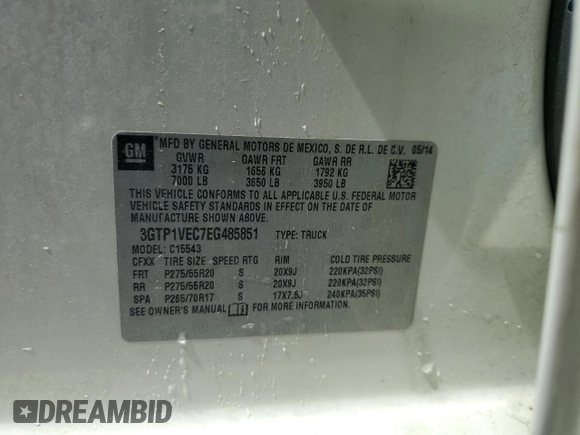 GM
MFD BY GENERAL MOTORS DE MEXICO, S. DE R.L. DE C.V. 05/14
GVWR GAWR FRT GAWR RR
3175 KG 1656 KG 1792 KG
7000 LB 3650 LB 3950 LB
THIS VEHICLE CONFORMS TO ALL APPLICABLE U.S. FEDERAL MOTOR
VEHICLE SAFETY STANDARDS IN EFFECT ON THE DATE OF
MANUFACTURE SHOWN ABOVE.
3GTP1VEC7EG485851 TYPE: TRUCK
MODEL: C15543
CFXX TIRE SIZE SPEED RTG RIM COLD TIRE PRESSURE
FRT P275/55R20 S 20X9J 220KPA(32PSI)
RR P275/55R20 S 20X9J 220KPA(32PSI)
SPA P265/70R17 S 17X7.5J 240KPA(35PSI)
SEE OWNER'S MANUAL FOR MORE INFORMATION.
DREAMBID